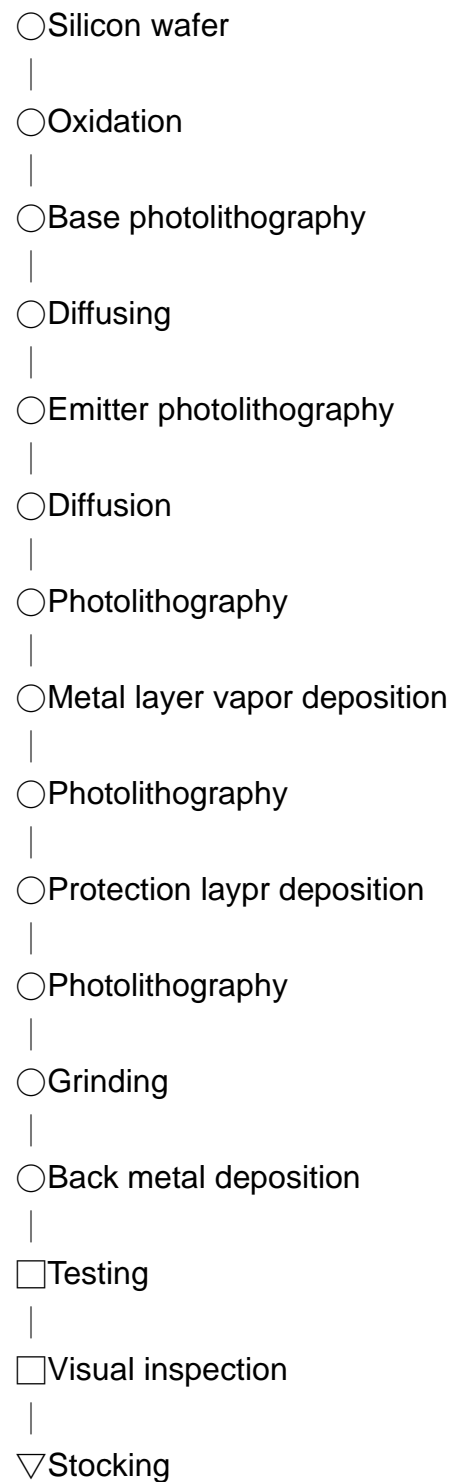 ○Silicon wafer
○Oxidation
○Base photolithography
○Diffusing
○Emitter photolithography
○Diffusion
○Photolithography
○Metal layer vapor deposition
○Photolithography
○Protection laypr deposition
○Photolithography
○Grinding
○Back metal deposition
□Testing
□Visual inspection
▽Stocking